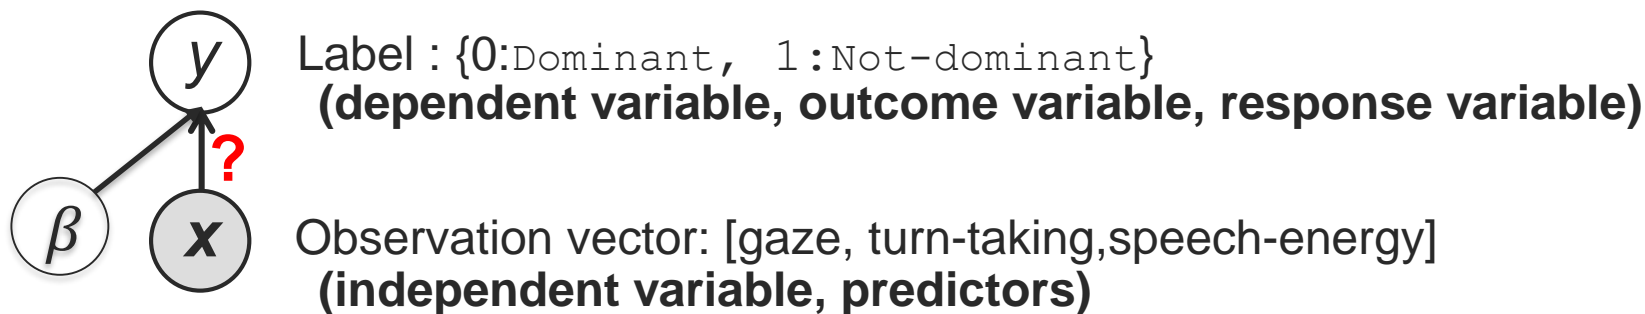 y
Label : {0:Dominant, 1:Not-dominant}
(dependent variable, outcome variable, response variable)
?
β
x
Observation vector: [gaze, turn-taking,speech-energy]
(independent variable, predictors)